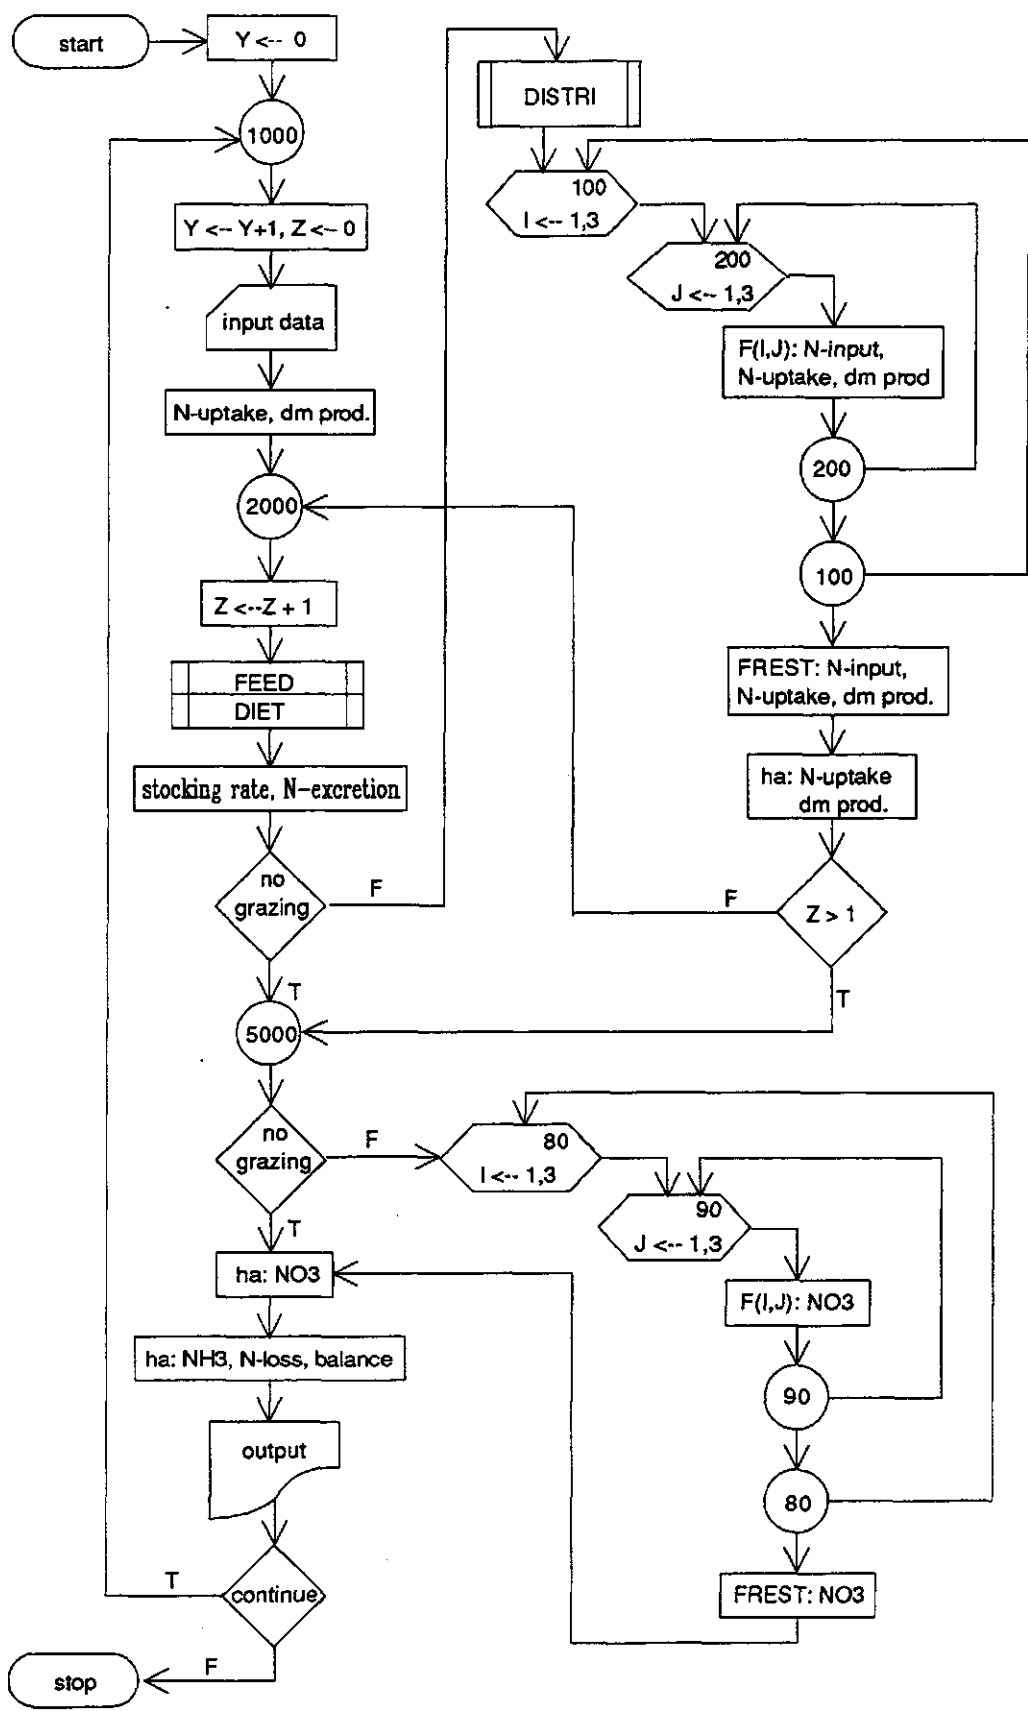 start
Y <-- 0
1000
Y <-- Y+1, Z <-- 0
input data
N-uptake, dm prod.
2000
Z <--Z + 1
FEED
DIET
stocking rate, N-excretion
no
grazing
F
T
5000
no
grazing
F
T
ha: NO3
ha: NH3, N-loss, balance
output
continue
T
F
stop
DISTRI
100
I <-- 1,3
200
J <-- 1,3
F(I,J): N-input,
N-uptake, dm prod
200
100
FREST: N-input,
N-uptake, dm prod.
ha: N-uptake
dm prod.
Z > 1
F
T
80
I <-- 1,3
90
J <-- 1,3
F(I,J): NO3
90
80
FREST: NO3